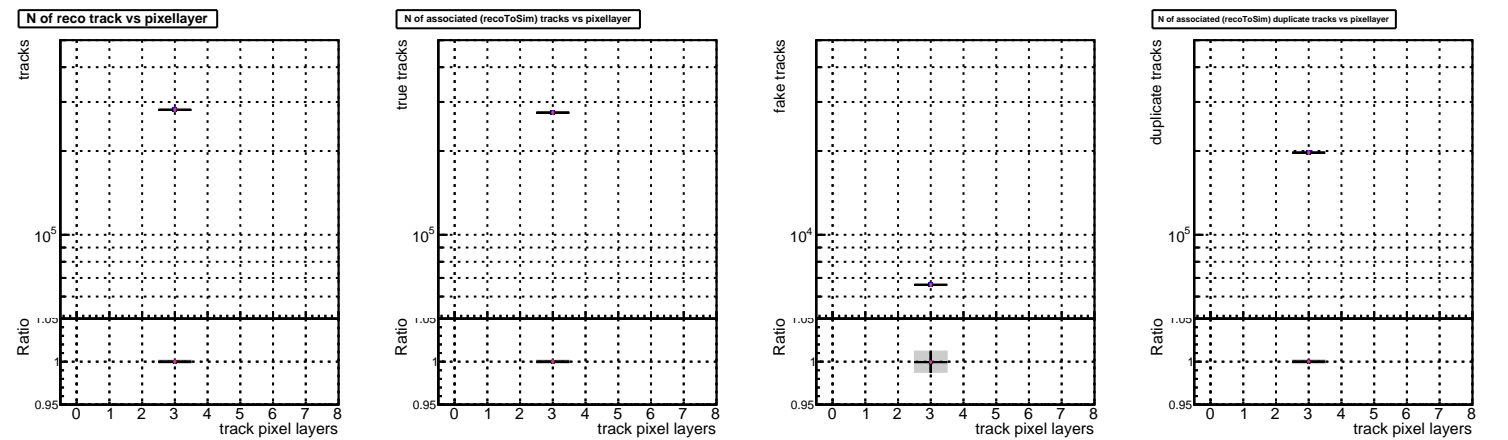 N of reco track vs pixellayer
tracks
10^5
Ratio
1.05
1
0.95
0 1 2 3 4 5 6 7 8
track pixel layers
N of associated (recoToSim) tracks vs pixellayer
true tracks
10^5
Ratio
1.05
1
0.95
0 1 2 3 4 5 6 7 8
track pixel layers
fake tracks
10^4
Ratio
1.05
1
0.95
0 1 2 3 4 5 6 7 8
track pixel layers
N of associated (recoToSim) duplicate tracks vs pixellayer
duplicate tracks
10^5
Ratio
1.05
1
0.95
0 1 2 3 4 5 6 7 8
track pixel layers